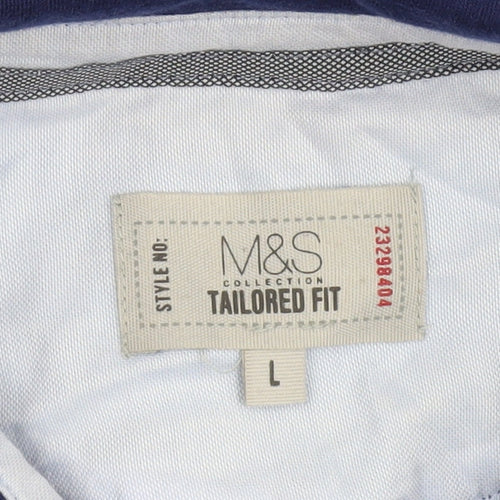 STYLE NO:
M&S
COLLECTION
TAILORED FIT
23298404
L